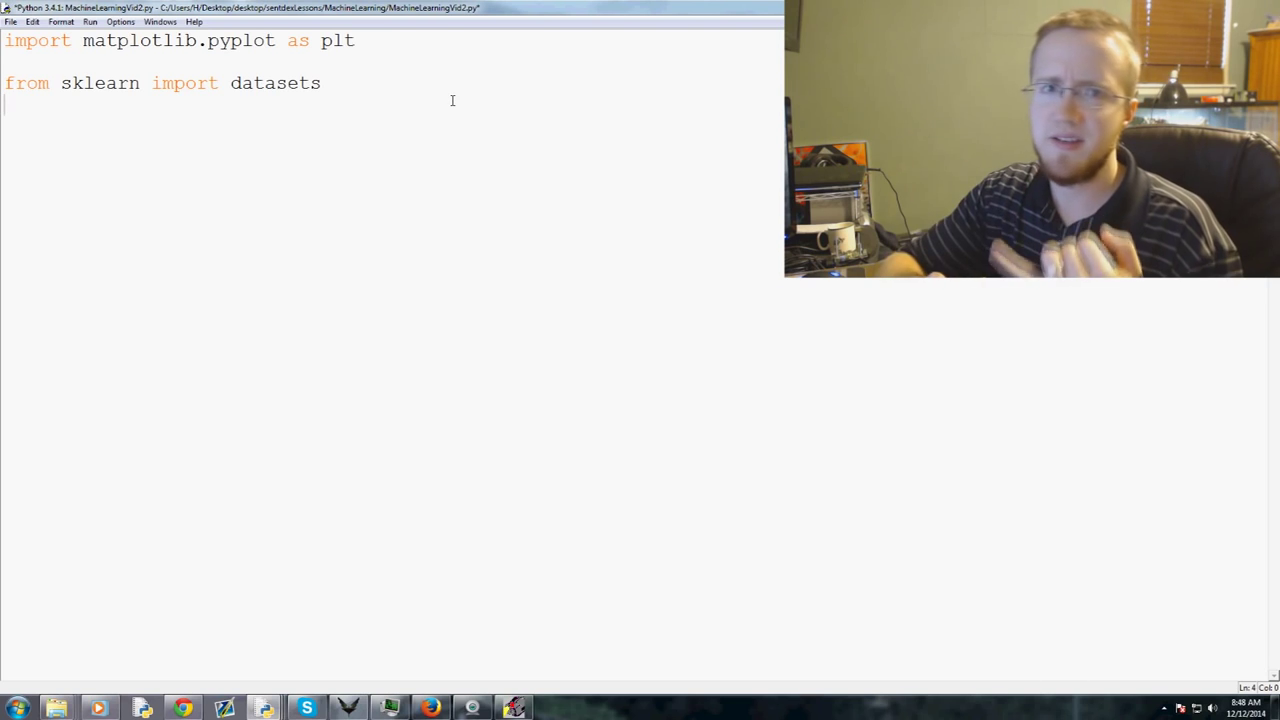 *Python 3.4.1: MachineLearningVid2.py - C:/Users/H/Desktop/desktop/sentdexLessons/MachineLearning/MachineLearningVid2.py*
File Edit Format Run Options Windows Help
import matplotlib.pyplot as plt
from sklearn import datasets
Ln: 4 Col: 0
8:48 AM
12/12/2014